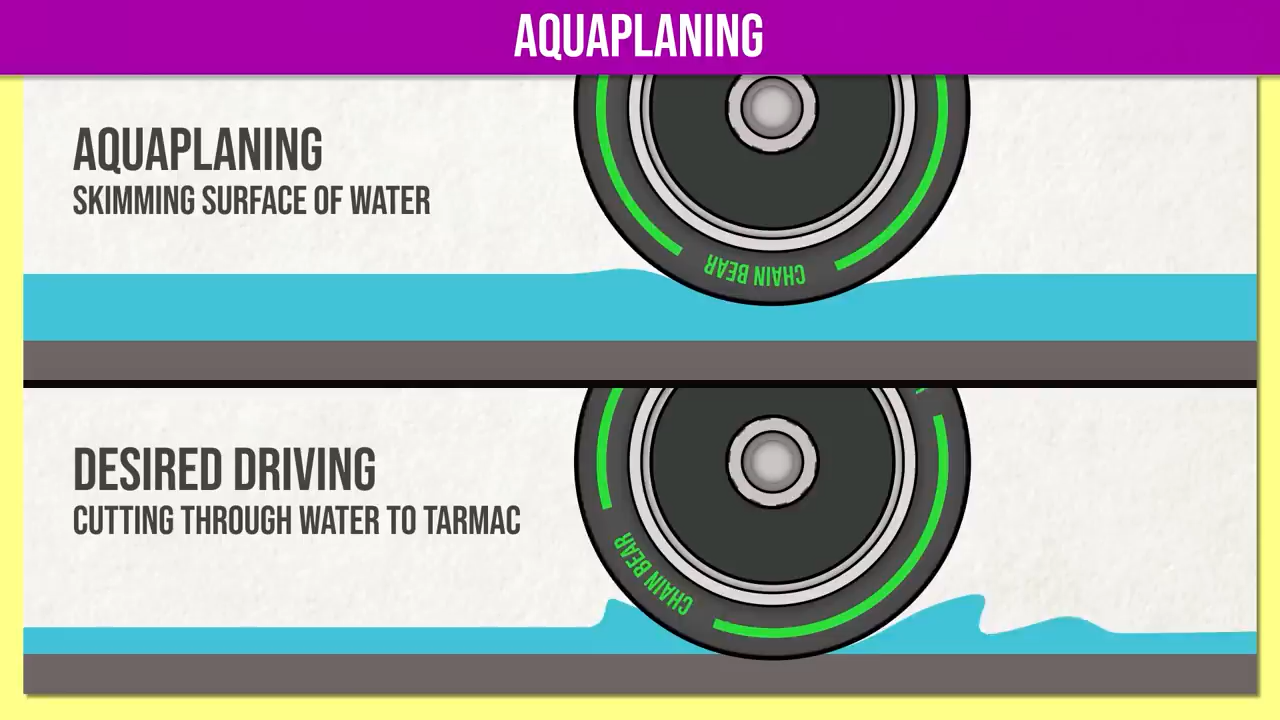 AQUAPLANING
AQUAPLANING
SKIMMING SURFACE OF WATER
CHAIN BEAR
DESIRED DRIVING
CUTTING THROUGH WATER TO TARMAC
CHAIN BEAR